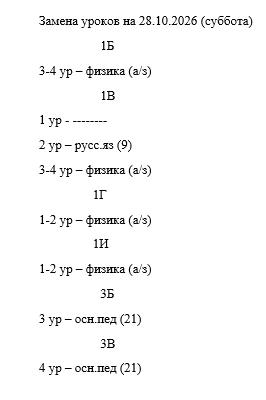 Замена уроков на 28.10.2026 (суббота)
1Б
3-4 ур – физика (a/s)
1В
1 ур - --------
2 ур – русс.яз (9)
3-4 ур – физика (a/s)
1Г
1-2 ур – физика (a/s)
1И
1-2 ур – физика (a/s)
3Б
3 ур – осн.пед (21)
3В
4 ур – осн.пед (21)